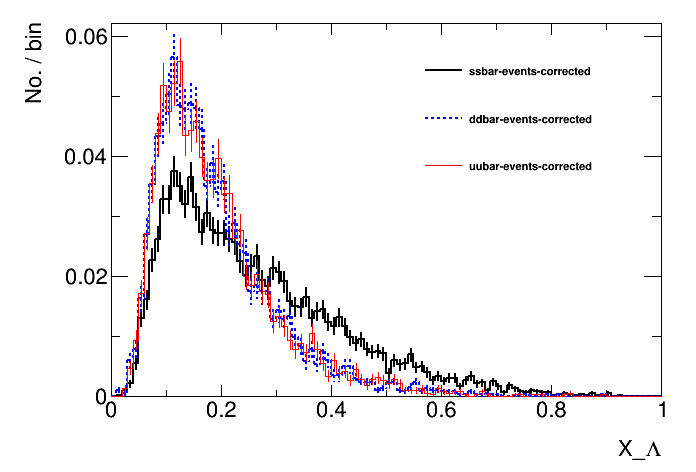 No. / bin
0.06
0.04
0.02
0
ssbar-events-corrected
ddbar-events-corrected
uubar-events-corrected
0 0.2 0.4 0.6 0.8 1
X_Λ